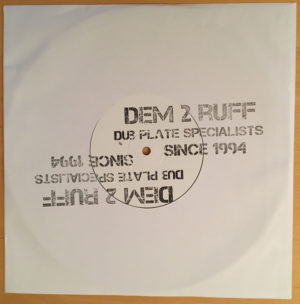 DEM 2 RUFF
DUB PLATE SPECIALISTS
SINCE 1994
DEM 2 RUFF
DUB PLATE SPECIALISTS
SINCE 1994